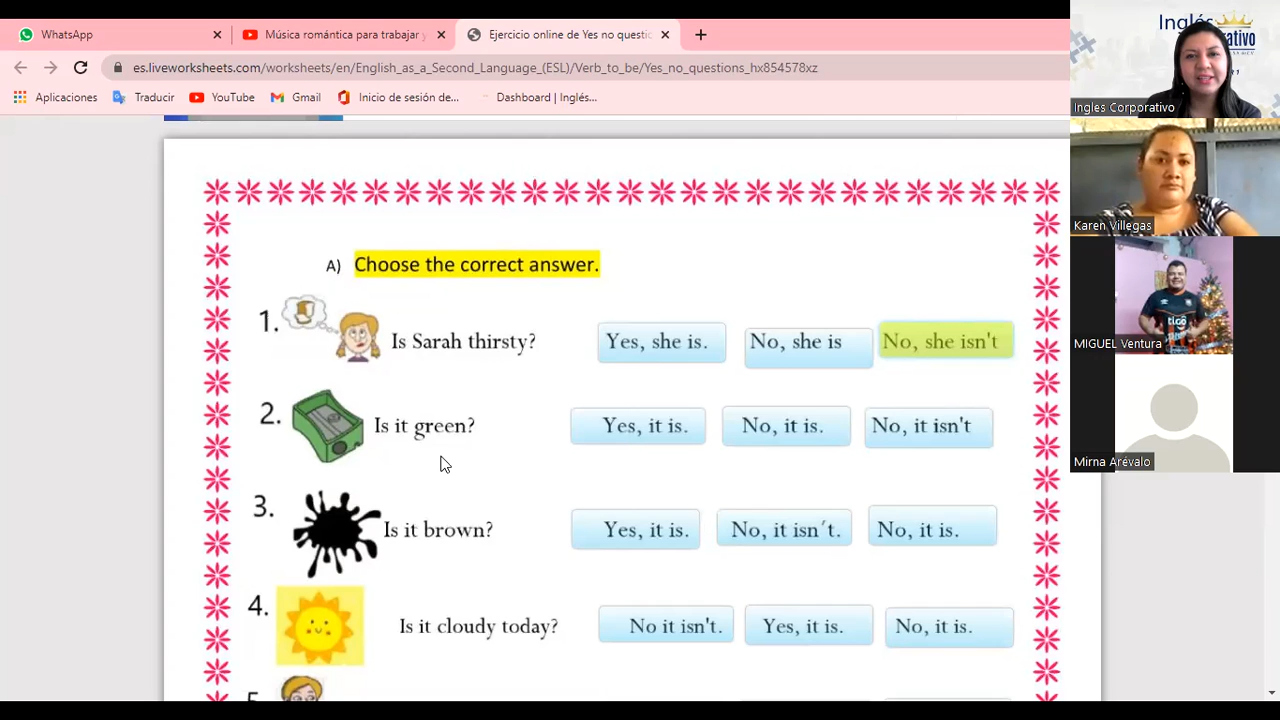 WhatsApp
Música romántica para trabajar y
Ejercicio online de Yes no questio
es.liveworksheets.com/worksheets/en/English_as_a_Second_Language_(ESL)/Verb_to_be/Yes_no_questions_hx854578xz
Aplicaciones Traducir YouTube Gmail Inicio de sesión de... Dashboard | Inglés...
A) Choose the correct answer.
1. Is Sarah thirsty? Yes, she is. No, she is No, she isn't
2. Is it green? Yes, it is. No, it is. No, it isn't
3. Is it brown? Yes, it is. No, it isn't. No, it is.
4. Is it cloudy today? No it isn't. Yes, it is. No, it is.
5.
Inglés
Ingles Corporativo
Karen Villegas
tigo
MIGUEL Ventura
Mirna Arévalo